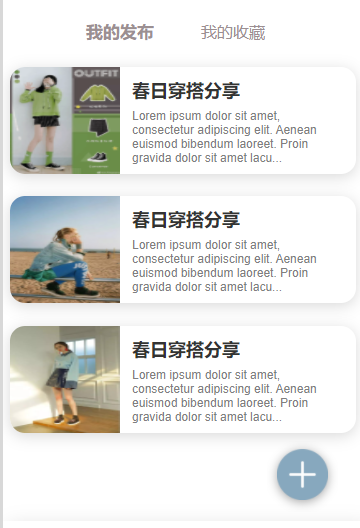 我的发布 我的收藏
OUTFIT
春日穿搭分享
Lorem ipsum dolor sit amet,
consectetur adipiscing elit. Aenean
euismod bibendum laoreet. Proin
gravida dolor sit amet lacu...
春日穿搭分享
Lorem ipsum dolor sit amet,
consectetur adipiscing elit. Aenean
euismod bibendum laoreet. Proin
gravida dolor sit amet lacu...
春日穿搭分享
Lorem ipsum dolor sit amet,
consectetur adipiscing elit. Aenean
euismod bibendum laoreet. Proin
gravida dolor sit amet lacu...